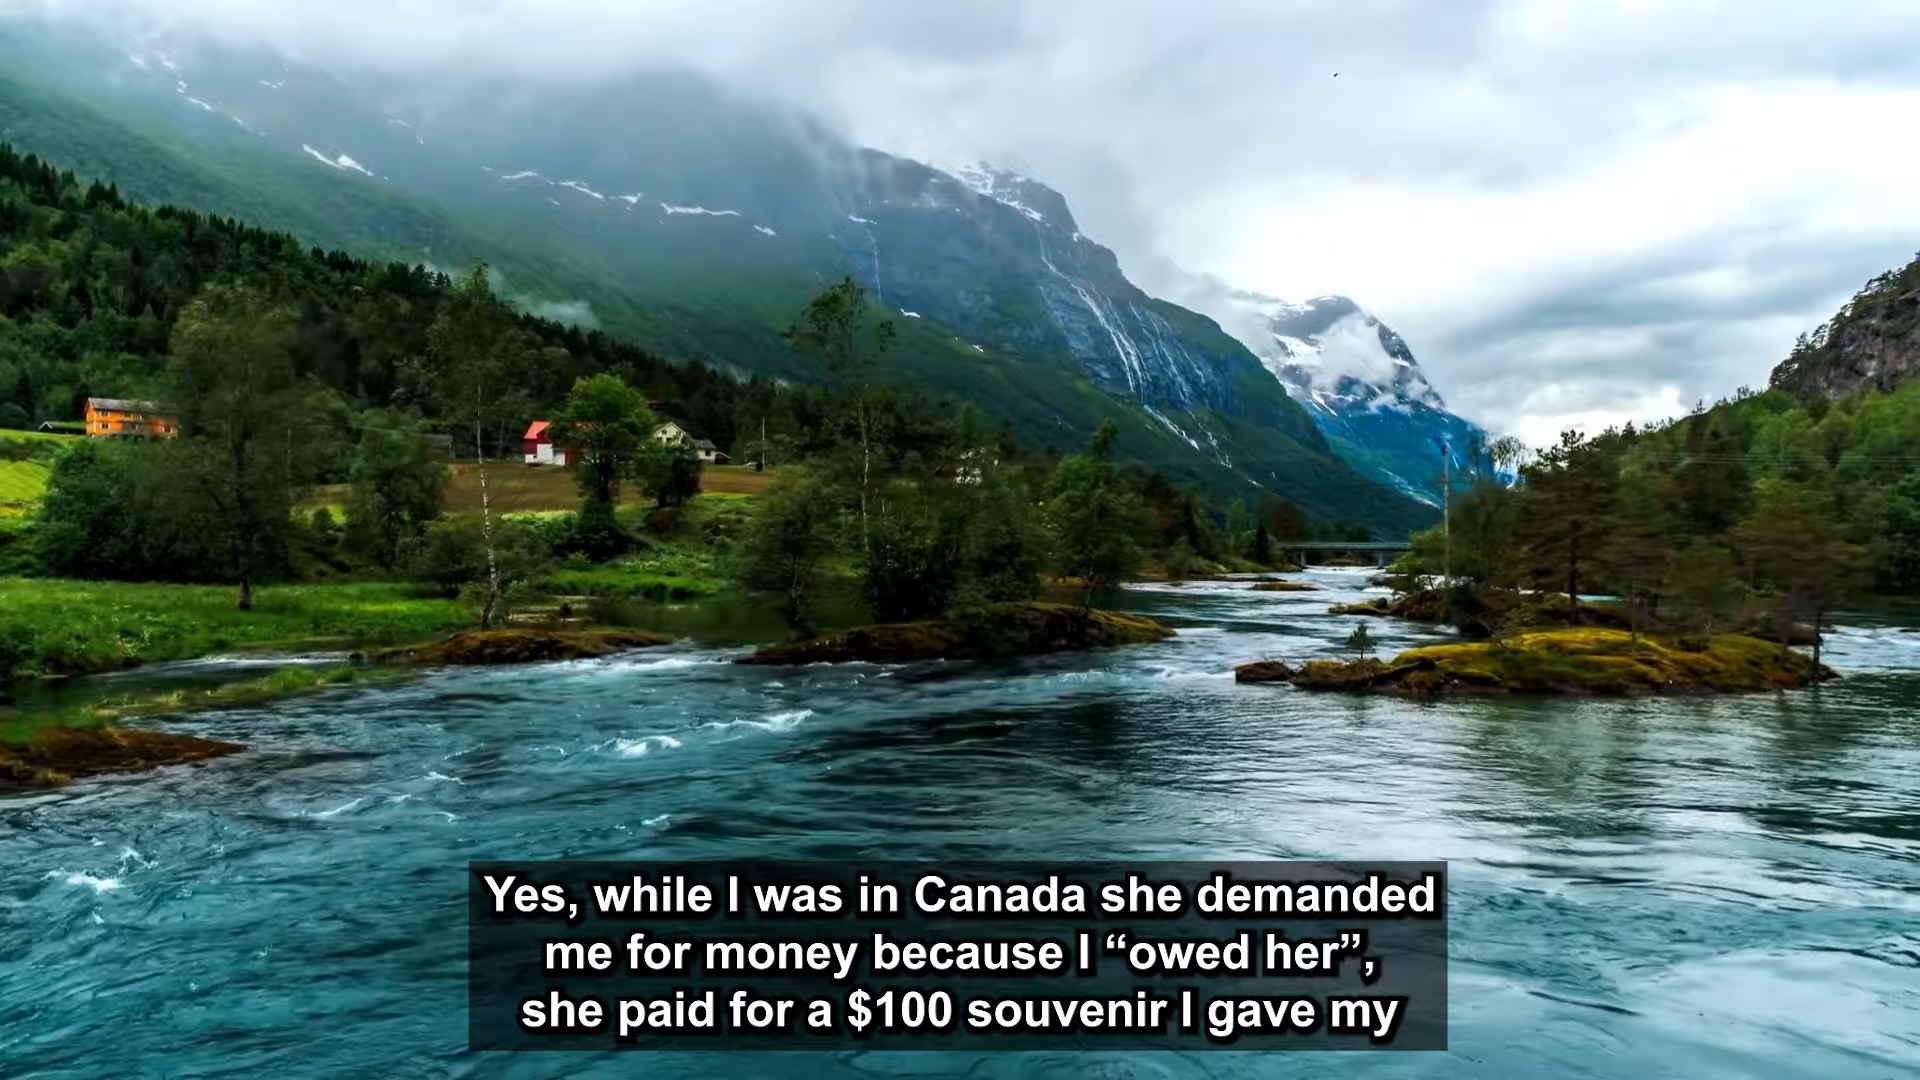 Yes, while I was in Canada she demanded
me for money because I “owed her”,
she paid for a $100 souvenir I gave my